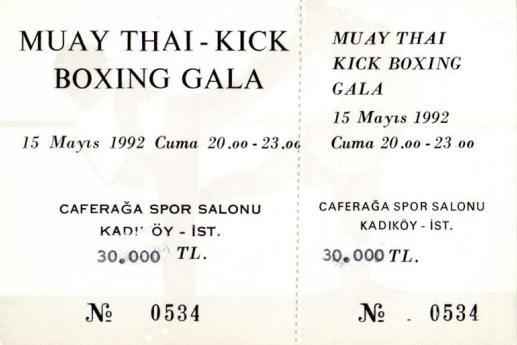 MUAY THAI - KICK
BOXING GALA
15 Mayıs 1992 Cuma 20.00 - 23.00
CAFERAĞA SPOR SALONU
KADIKÖY - İST.
30.000 TL.
№ 0534
MUAY THAI
KICK BOXING
GALA
15 Mayıs 1992
Cuma 20.00 - 23 00
CAFERAĞA SPOR SALONU
KADIKÖY - İST.
30.000 TL.
№ . 0534